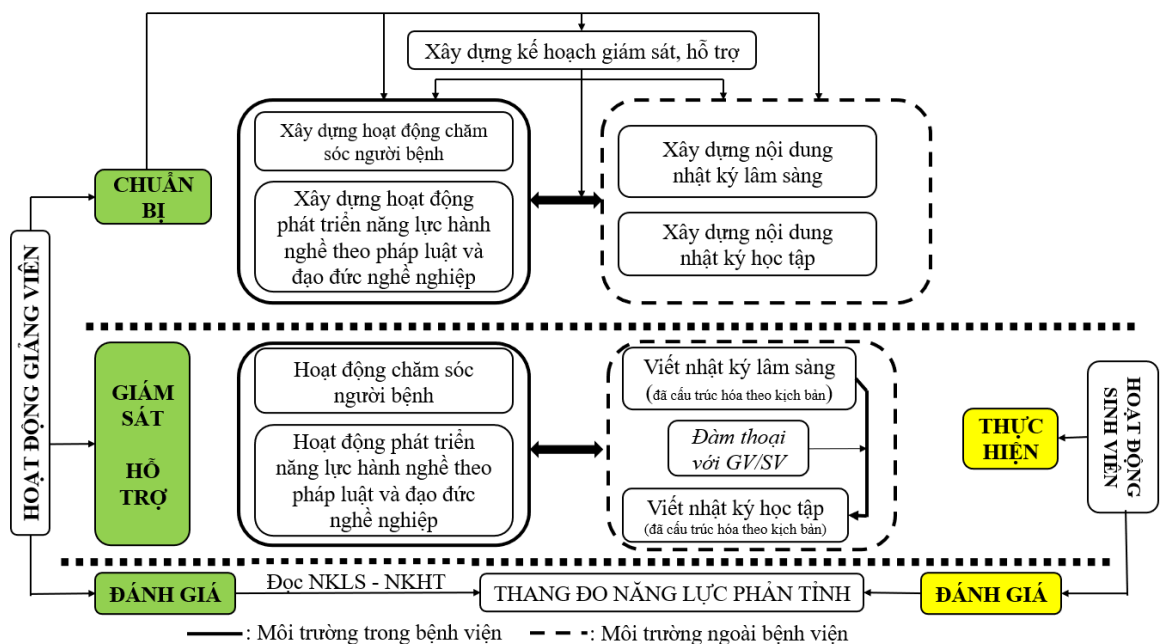 Xây dựng kế hoạch giám sát, hỗ trợ
Xây dựng hoạt động chăm
sóc người bệnh
Xây dựng hoạt động
phát triển năng lực hành
nghề theo pháp luật và
đạo đức nghề nghiệp
Xây dựng nội dung
nhật ký lâm sàng
Xây dựng nội dung
nhật ký học tập
CHUẨN
BỊ
HOẠT ĐỘNG GIẢNG VIÊN
GIÁM
SÁT
HỖ
TRỢ
Hoạt động chăm sóc
người bệnh
Hoạt động phát triển
năng lực hành nghề theo
pháp luật và đạo đức
nghề nghiệp
Viết nhật ký lâm sàng
(đã cấu trúc hóa theo kịch bản)
Đàm thoại
với GV/SV
Viết nhật ký học tập
(đã cấu trúc hóa theo kịch bản)
THỰC
HIỆN
HOẠT ĐỘNG
SINH VIÊN
ĐÁNH GIÁ
Đọc NKLS - NKHT
THANG ĐO NĂNG LỰC PHẢN TỈNH
ĐÁNH GIÁ
: Môi trường trong bệnh viện
: Môi trường ngoài bệnh viện